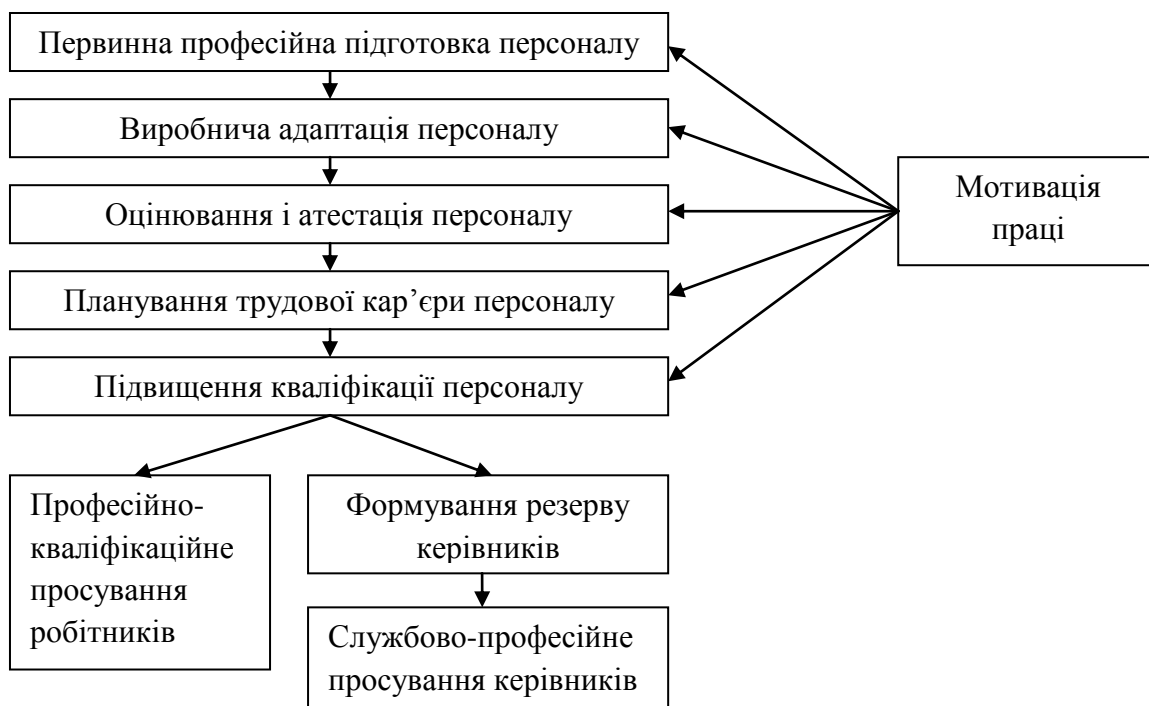 Первинна професійна підготовка персоналу
Виробнича адаптація персоналу
Оцінювання і атестація персоналу
Планування трудової кар’єри персоналу
Підвищення кваліфікації персоналу
Мотивація
праці
Професійно-
кваліфікаційне
просування
робітників
Формування резерву
керівників
Службово-професійне
просування керівників